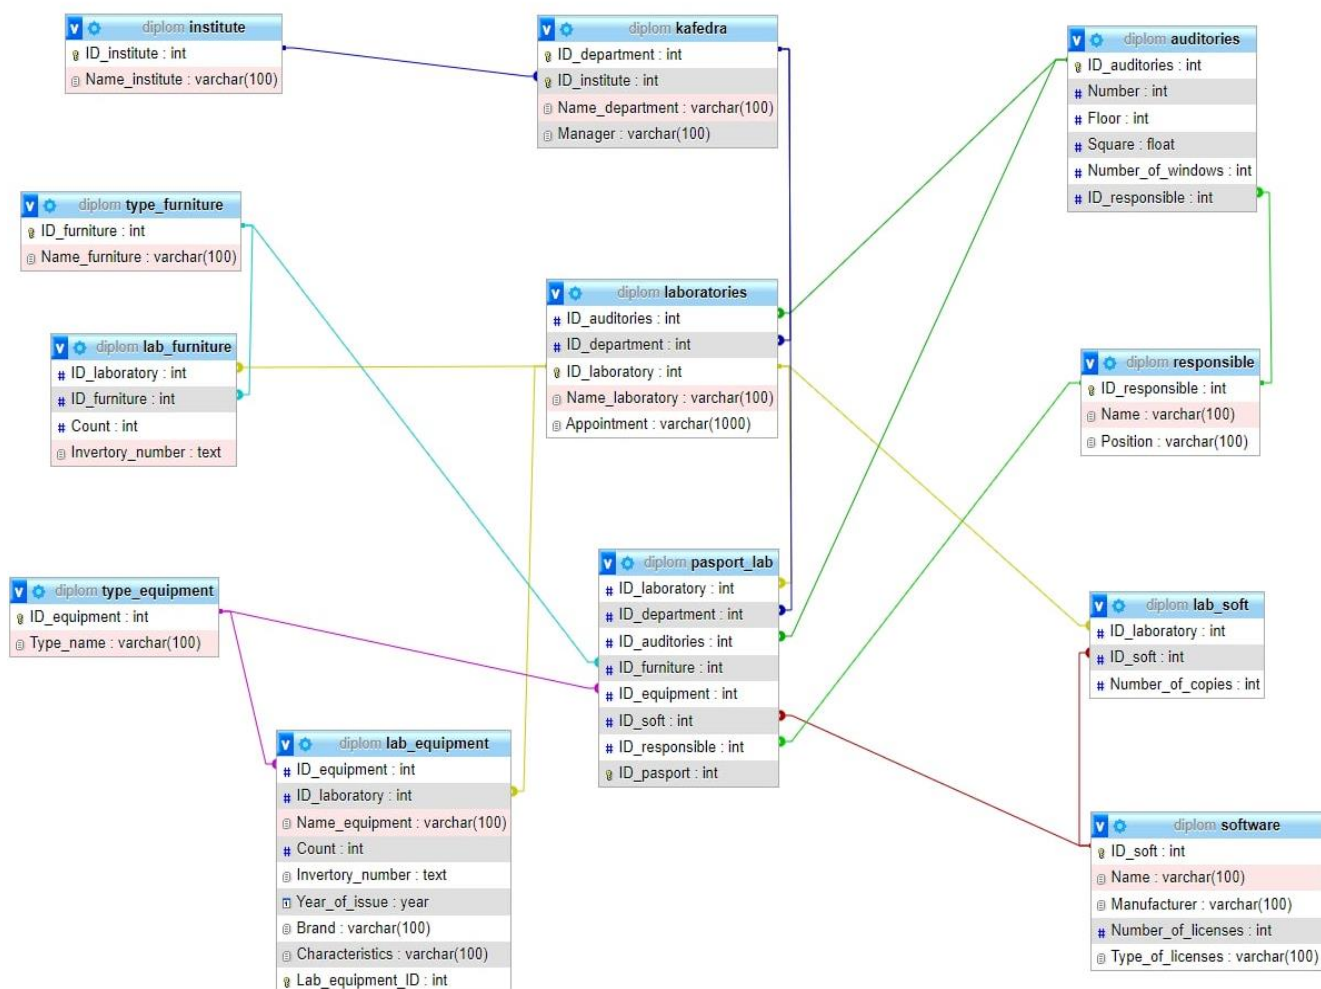 diplom institute
ID_institute : int
Name_institute : varchar(100)
diplom kafedra
ID_department : int
ID_institute : int
Name_department : varchar(100)
Manager : varchar(100)
diplom auditories
ID_auditories : int
Number : int
Floor : int
Square : float
Number_of_windows : int
ID_responsible : int
diplom type_furniture
ID_furniture : int
Name_furniture : varchar(100)
diplom lab_furniture
ID_laboratory : int
ID_furniture : int
Count : int
Invertory_number : text
diplom laboratories
ID_auditories : int
ID_department : int
ID_laboratory : int
Name_laboratory : varchar(100)
Appointment : varchar(1000)
diplom responsible
ID_responsible : int
Name : varchar(100)
Position : varchar(100)
diplom type_equipment
ID_equipment : int
Type_name : varchar(100)
diplom pasport_lab
ID_laboratory : int
ID_department : int
ID_auditories : int
ID_furniture : int
ID_equipment : int
ID_soft : int
ID_responsible : int
ID_pasport : int
diplom lab_soft
ID_laboratory : int
ID_soft : int
Number_of_copies : int
diplom lab_equipment
ID_equipment : int
ID_laboratory : int
Name_equipment : varchar(100)
Count : int
Invertory_number : text
Year_of_issue : year
Brand : varchar(100)
Characteristics : varchar(100)
Lab_equipment_ID : int
diplom software
ID_soft : int
Name : varchar(100)
Manufacturer : varchar(100)
Number_of_licenses : int
Type_of_licenses : varchar(100)